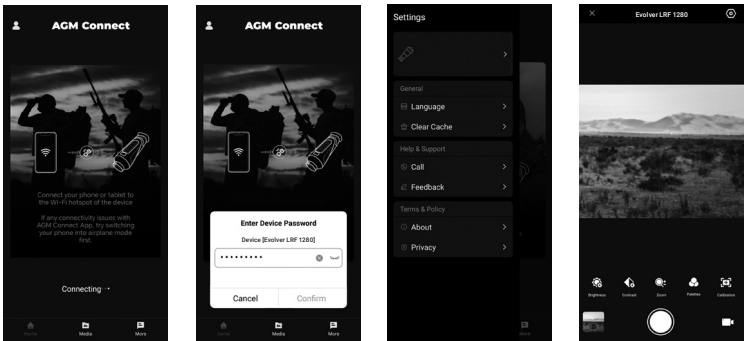 AGM Connect
Connect your phone or tablet to
the Wi-Fi hotspot of the device
If any connectivity issues with
AGM Connect App, try switching
your phone into airplane mode
first.
Connecting···
Home
Media
More
AGM Connect
Enter Device Password
Device [Evolver LRF 1280]
•••••••••
Cancel
Confirm
Home
Media
More
Settings
General
Language
Clear Cache
Help & Support
Call
Feedback
Terms & Policy
About
Privacy
More
Evolver LRF 1280
Brightness
Contrast
Zoom
Palettes
Calibration